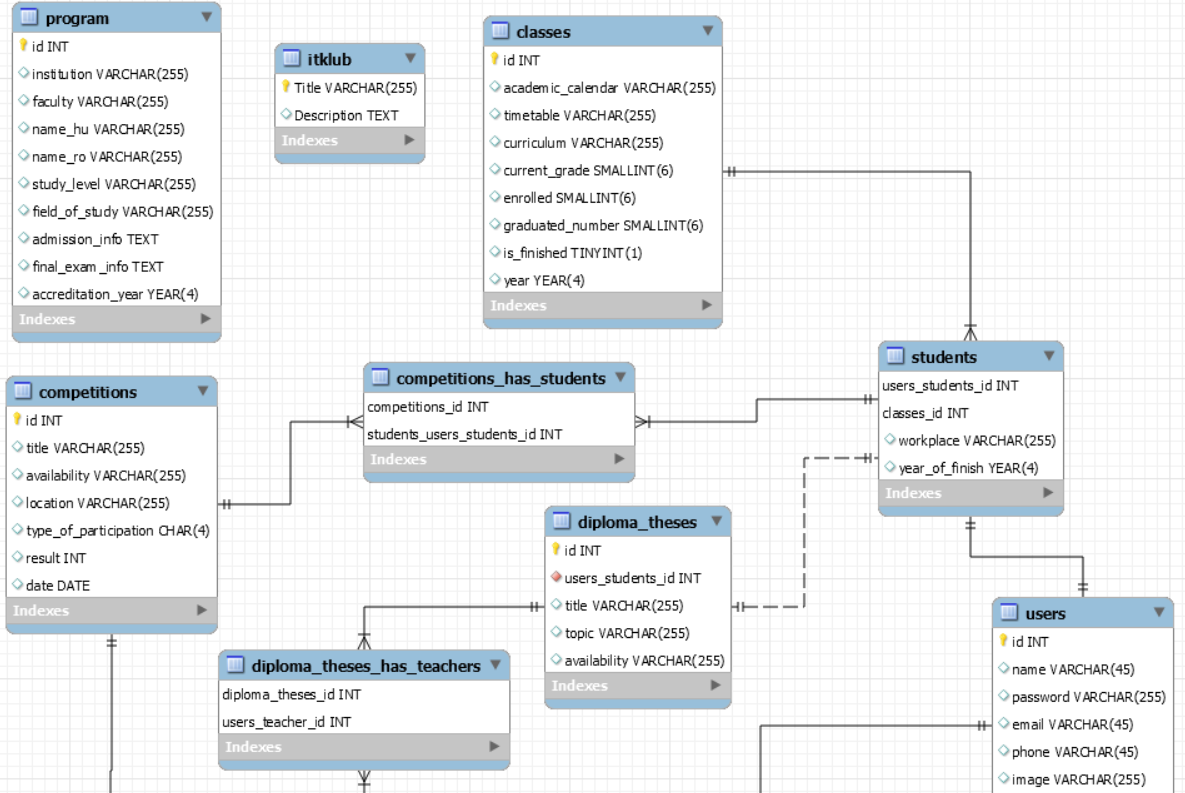 program
id INT
institution VARCHAR(255)
faculty VARCHAR(255)
name_hu VARCHAR(255)
name_ro VARCHAR(255)
study_level VARCHAR(255)
field_of_study VARCHAR(255)
admission_info TEXT
final_exam_info TEXT
accreditation_year YEAR(4)
Indexes
itklub
Title VARCHAR(255)
Description TEXT
Indexes
classes
id INT
academic_calendar VARCHAR(255)
timetable VARCHAR(255)
curriculum VARCHAR(255)
current_grade SMALLINT(6)
enrolled SMALLINT(6)
graduated_number SMALLINT(6)
is_finished TINYINT(1)
year YEAR(4)
Indexes
competitions
id INT
title VARCHAR(255)
availability VARCHAR(255)
location VARCHAR(255)
type_of_participation CHAR(4)
result INT
date DATE
Indexes
competitions_has_students
competitions_id INT
students_users_students_id INT
Indexes
students
users_students_id INT
classes_id INT
workplace VARCHAR(255)
year_of_finish YEAR(4)
Indexes
diploma_theses
id INT
users_students_id INT
title VARCHAR(255)
topic VARCHAR(255)
availability VARCHAR(255)
Indexes
diploma_theses_has_teachers
diploma_theses_id INT
users_teacher_id INT
Indexes
users
id INT
name VARCHAR(45)
password VARCHAR(255)
email VARCHAR(45)
phone VARCHAR(45)
image VARCHAR(255)